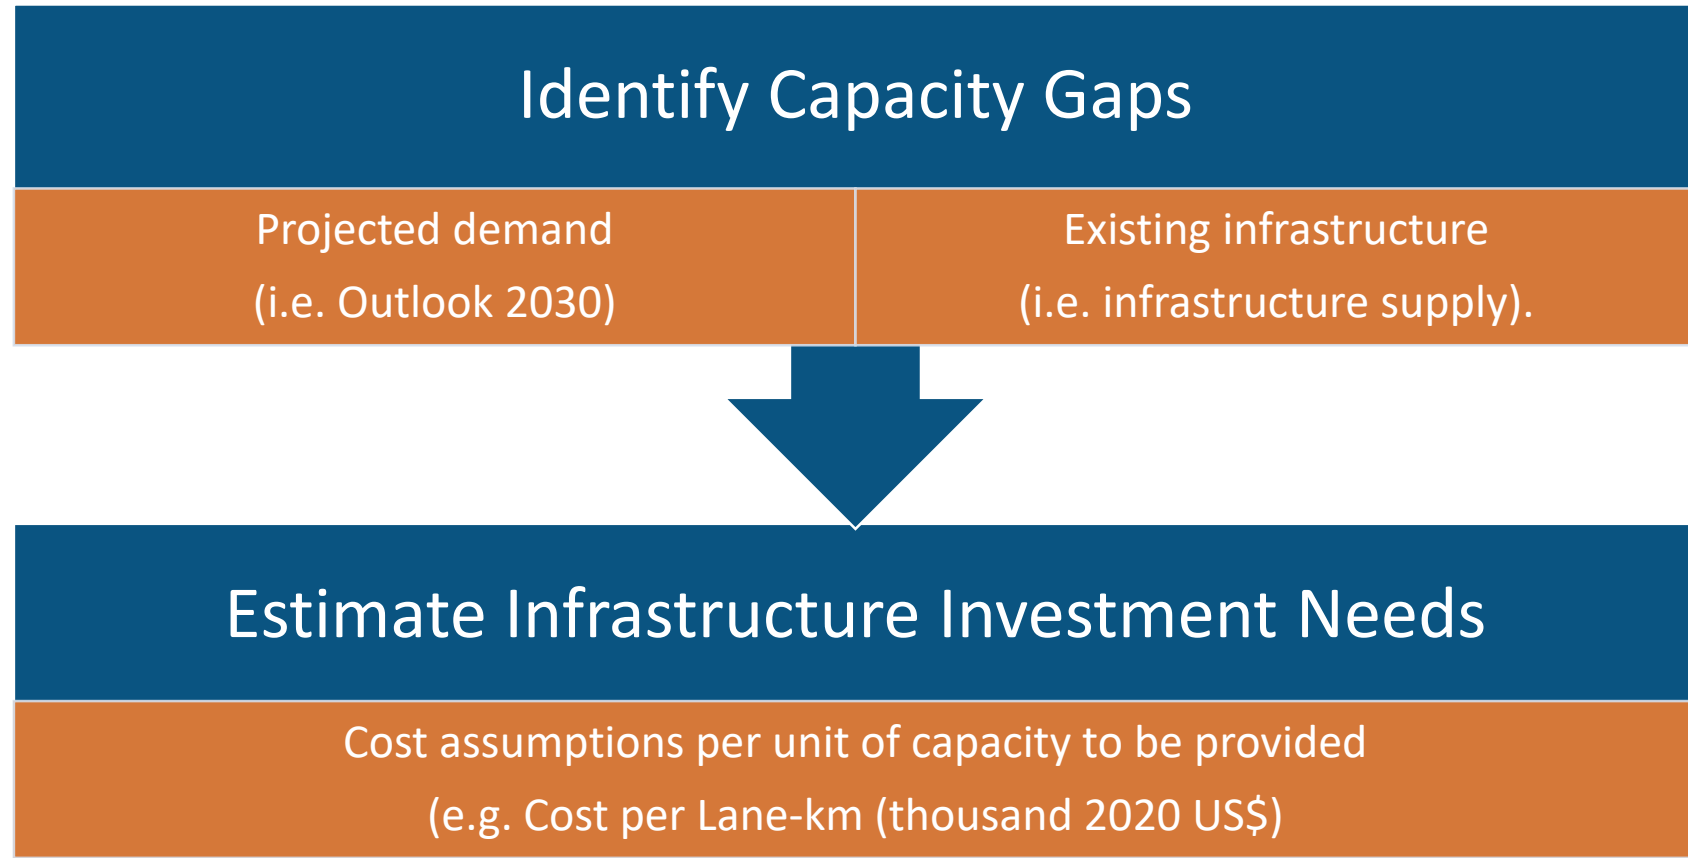 Identify Capacity Gaps
Projected demand
(i.e. Outlook 2030)
Existing infrastructure
(i.e. infrastructure supply).
Estimate Infrastructure Investment Needs
Cost assumptions per unit of capacity to be provided
(e.g. Cost per Lane-km (thousand 2020 US$)